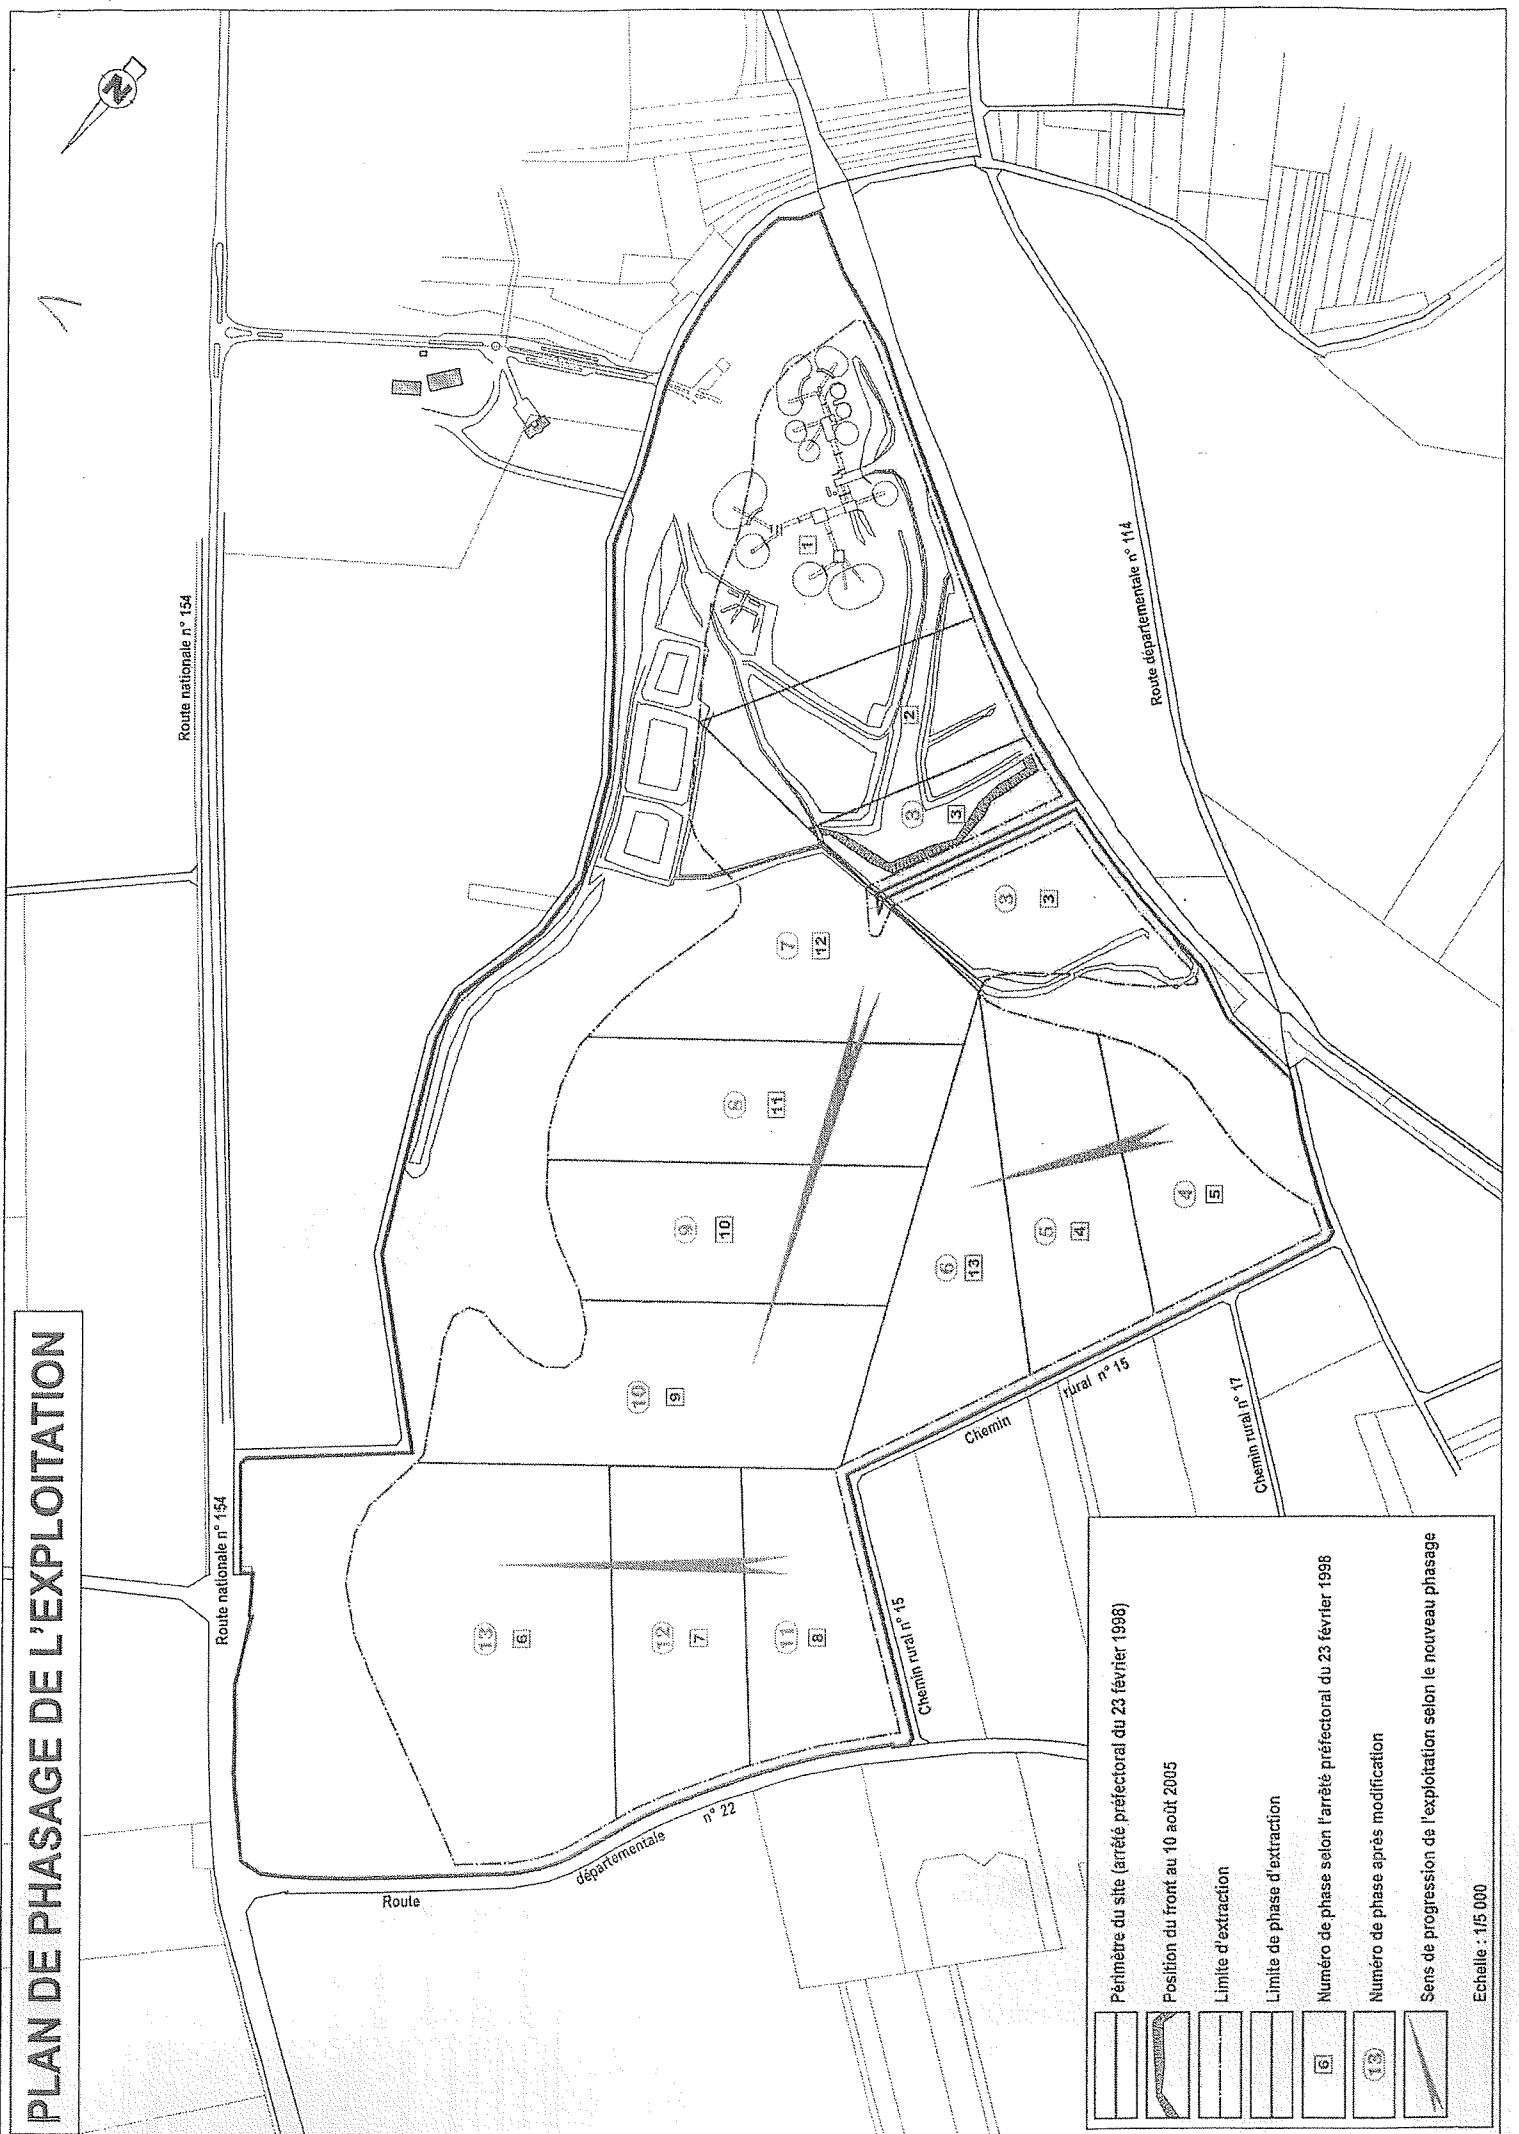 PLAN DE PHASAGE DE L'EXPLOITATION
N
1
Route nationale n° 154
Route nationale n° 154
Route départementale n° 114
Route
départementale
n° 22
Chemin rural n° 15
Chemin
rural n° 15
Chemin rural n° 17
13
6
12
7
11
8
10
9
9
10
8
11
7
12
6
13
5
4
4
5
3
3
3
3
2
1
Périmètre du site (arrêté préfectoral du 23 février 1998)
Position du front au 10 août 2005
Limite d'extraction
Limite de phase d'extraction
6
Numéro de phase selon l'arrêté préfectoral du 23 février 1998
13
Numéro de phase après modification
Sens de progression de l'exploitation selon le nouveau phasage
Echelle : 1/5 000